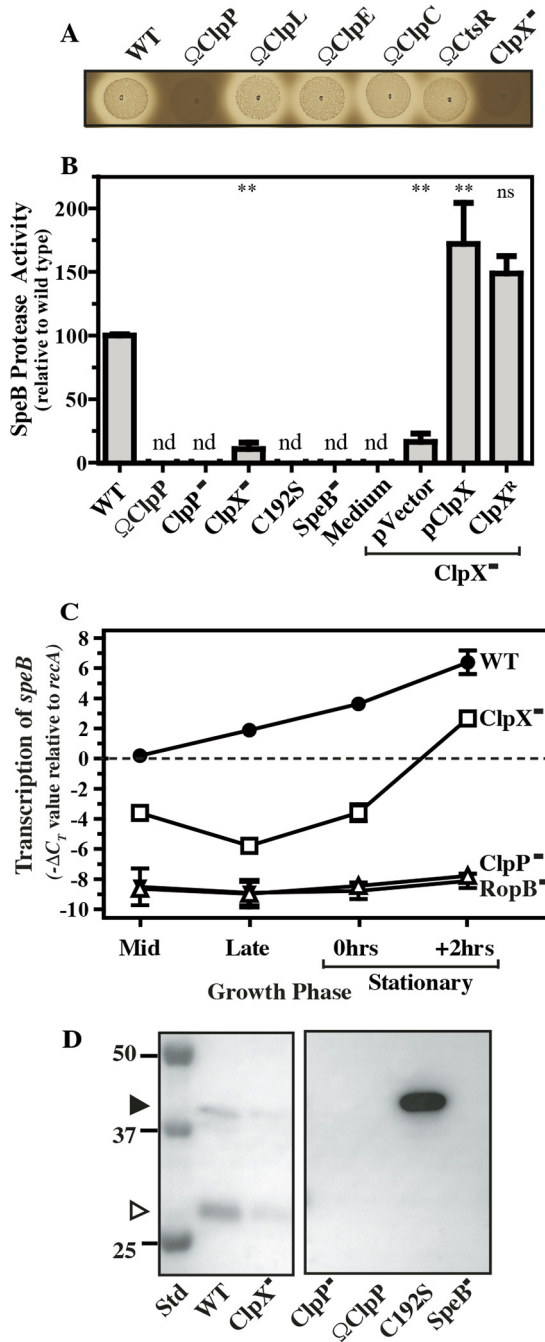 A
WT
ΩClpP
ΩClpL
ΩClpE
ΩClpC
ΩCtsR
ClpX⁻
B
SpeB Protease Activity
(relative to wild type)
200
150
100
50
0
nd
nd
**
nd
nd
nd
**
**
ns
WT
ΩClpP
ClpP⁻
ClpX⁻
C192S
SpeB⁻
Medium
pVector
pClpX
ClpXᴿ
ClpX⁻
C
Transcription of speB
(-ΔC_T value relative to recA)
8
6
4
2
0
-2
-4
-6
-8
-10
WT
ClpX⁻
ClpP⁻
RopB⁻
Mid
Late
0hrs
+2hrs
Stationary
Growth Phase
D
50
37
25
Std
WT
ClpX⁻
ClpP⁻
ΩClpP
C192S
SpeB⁻